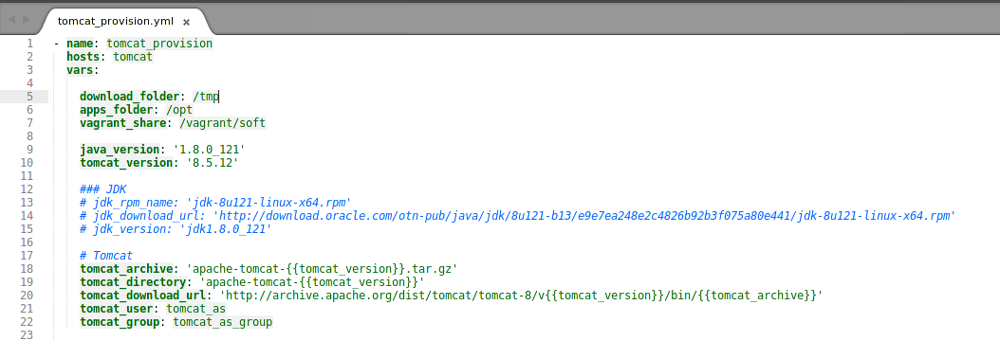 tomcat_provision.yml ×
1 - name: tomcat_provision
2 hosts: tomcat
3 vars:
4
5 download_folder: /tmp
6 apps_folder: /opt
7 vagrant_share: /vagrant/soft
8
9 java_version: '1.8.0_121'
10 tomcat_version: '8.5.12'
11
12 ### JDK
13 # jdk_rpm_name: 'jdk-8u121-linux-x64.rpm'
14 # jdk_download_url: 'http://download.oracle.com/otn-pub/java/jdk/8u121-b13/e9e7ea248e2c4826b92b3f075a80e441/jdk-8u121-linux-x64.rpm'
15 # jdk_version: 'jdk1.8.0_121'
16
17 # Tomcat
18 tomcat_archive: 'apache-tomcat-{{tomcat_version}}.tar.gz'
19 tomcat_directory: 'apache-tomcat-{{tomcat_version}}'
20 tomcat_download_url: 'http://archive.apache.org/dist/tomcat/tomcat-8/v{{tomcat_version}}/bin/{{tomcat_archive}}'
21 tomcat_user: tomcat_as
22 tomcat_group: tomcat_as_group
23